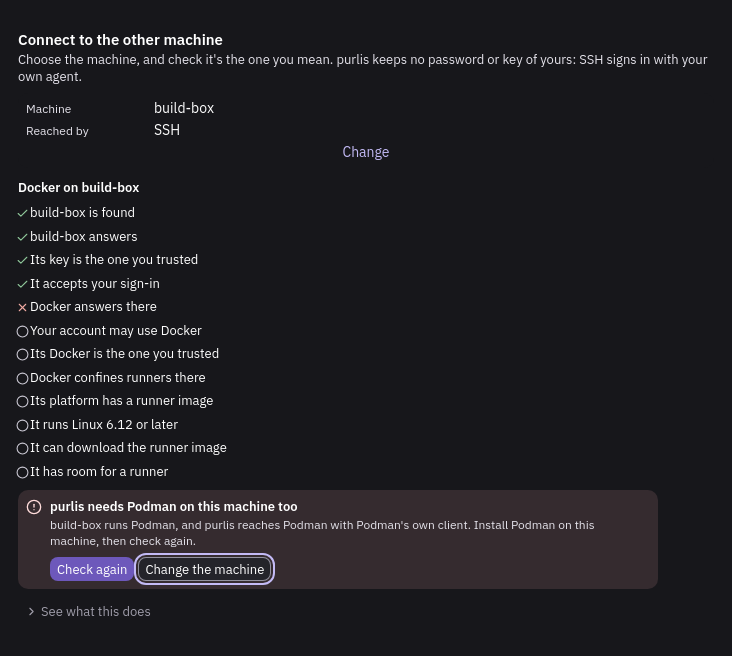 Connect to the other machine
Choose the machine, and check it's the one you mean. purlis keeps no password or key of yours: SSH signs in with your
own agent.
Machine build-box
Reached by SSH
Change
Docker on build-box
build-box is found
build-box answers
Its key is the one you trusted
It accepts your sign-in
Docker answers there
Your account may use Docker
Its Docker is the one you trusted
Docker confines runners there
Its platform has a runner image
It runs Linux 6.12 or later
It can download the runner image
It has room for a runner
purlis needs Podman on this machine too
build-box runs Podman, and purlis reaches Podman with Podman's own client. Install Podman on this
machine, then check again.
Check again Change the machine
See what this does